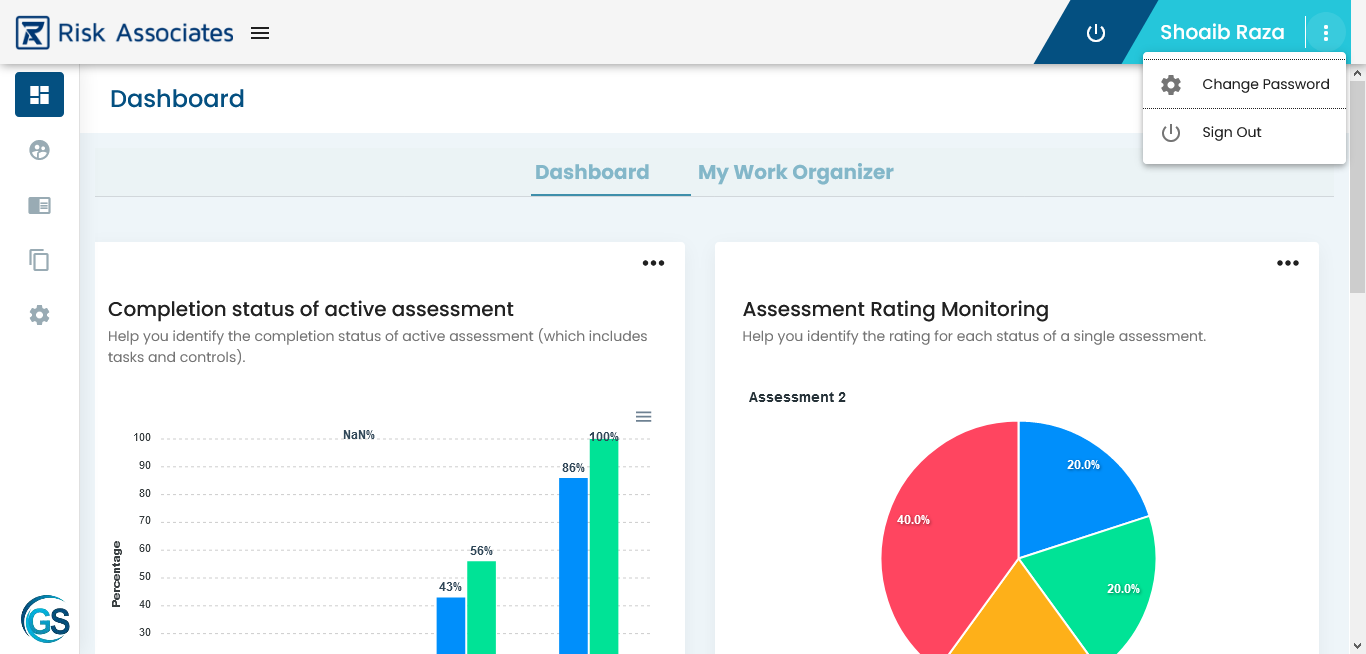 Risk Associates
Shoaib Raza
Change Password
Sign Out
Dashboard
Dashboard
My Work Organizer
Completion status of active assessment
Help you identify the completion status of active assessment (which includes
tasks and controls).
NaN%
100
90
80
70
60
50
40
30
Percentage
43%
56%
86%
100%
Assessment Rating Monitoring
Help you identify the rating for each status of a single assessment.
Assessment 2
20.0%
40.0%
20.0%
GS